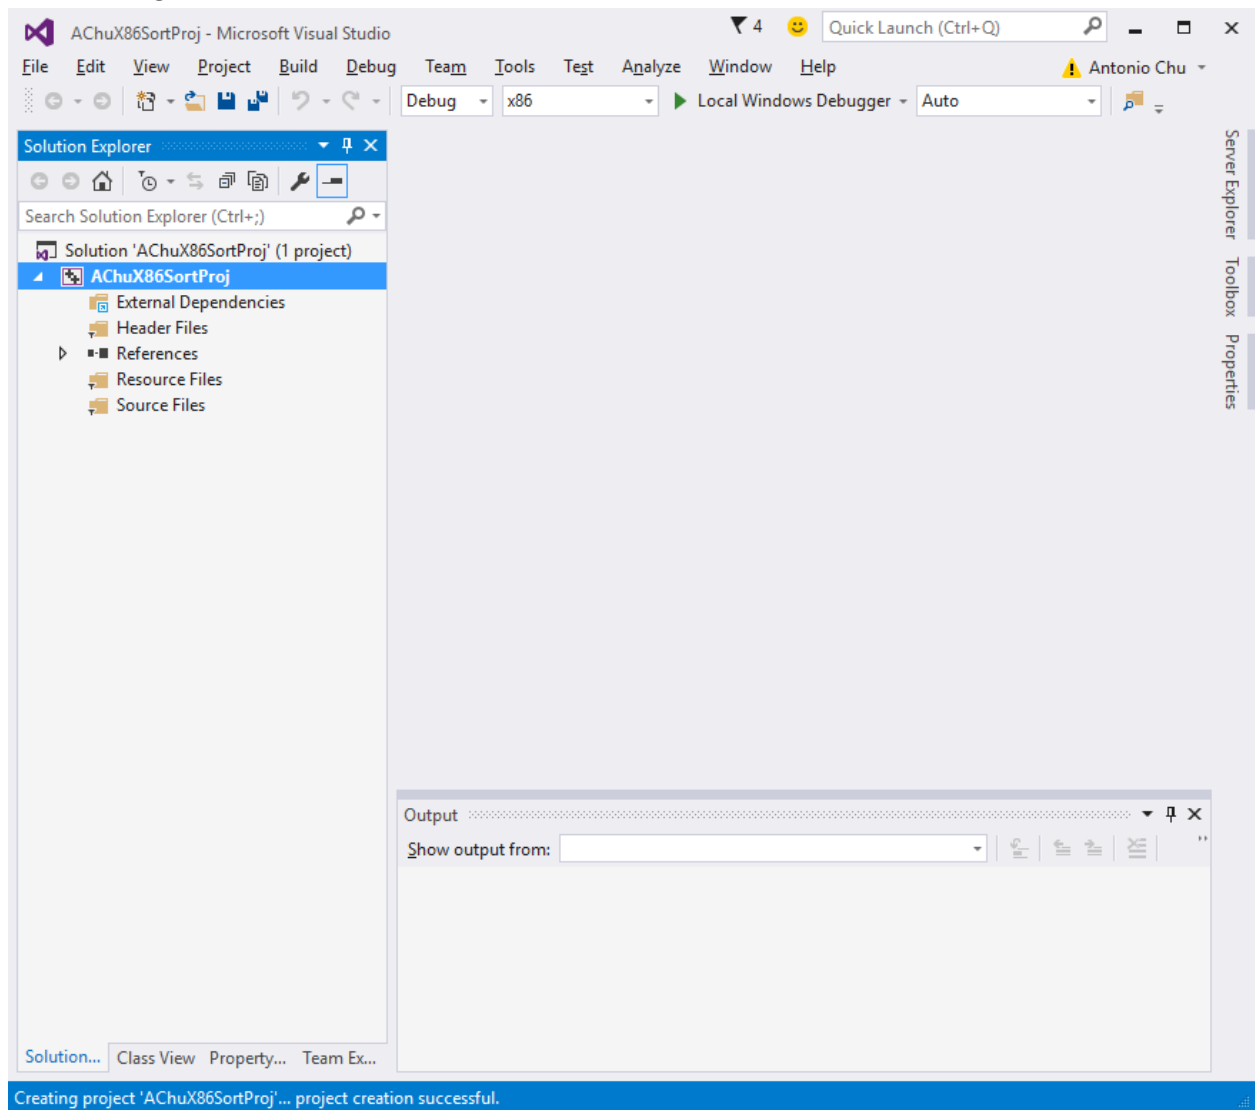 AChuX86SortProj - Microsoft Visual Studio
4
Quick Launch (Ctrl+Q)
File Edit View Project Build Debug Team Tools Test Analyze Window Help
Antonio Chu
Debug x86 Local Windows Debugger Auto
Solution Explorer
Search Solution Explorer (Ctrl+;)
Solution 'AChuX86SortProj' (1 project)
AChuX86SortProj
External Dependencies
Header Files
References
Resource Files
Source Files
Server Explorer
Toolbox
Properties
Output
Show output from:
Solution... Class View Property... Team Ex...
Creating project 'AChuX86SortProj'... project creation successful.